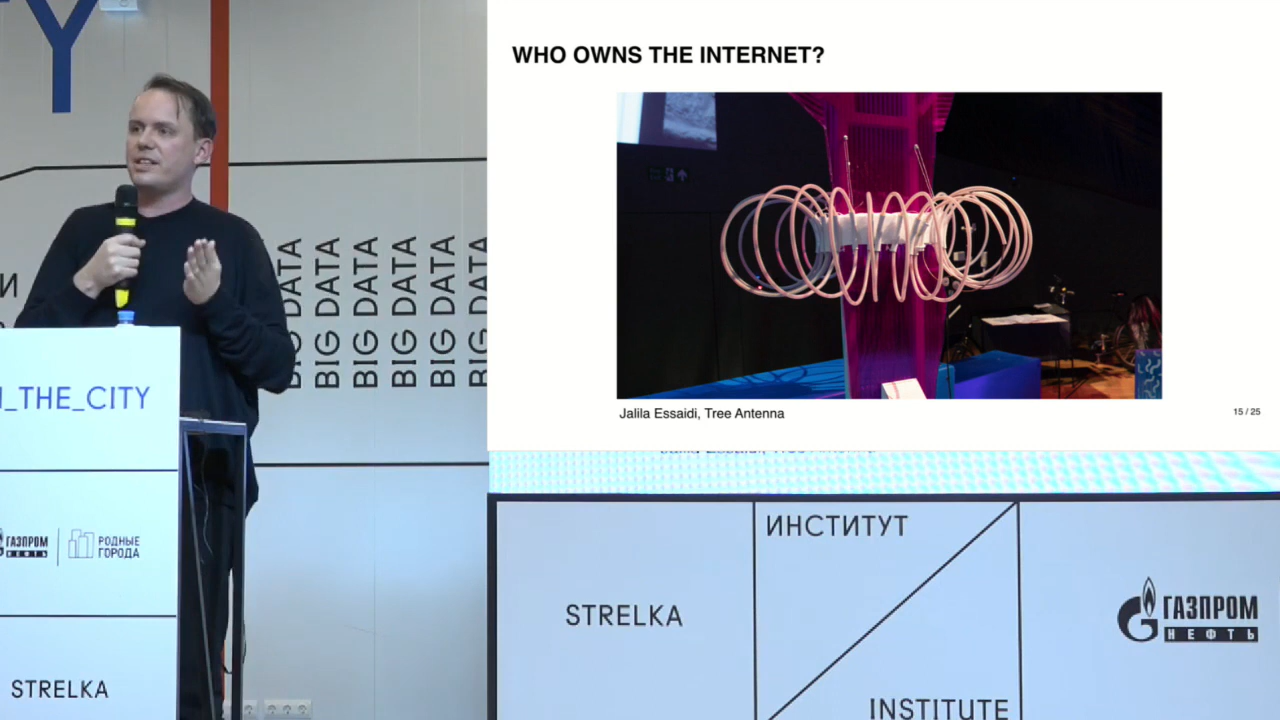 TY
WHO OWNS THE INTERNET?
Jalila Essaidi, Tree Antenna
15 / 25
И
BIG DATA
BIG DATA
BIG DATA
BIG DATA
BIG DATA
BIG DATA
_THE_CITY
ГАЗПРОМ
НЕФТЬ
РОДНЫЕ
ГОРОДА
STRELKA
STRELKA
ИНСТИТУТ
INSTITUTE
ГАЗПРОМ
НЕФТЬ